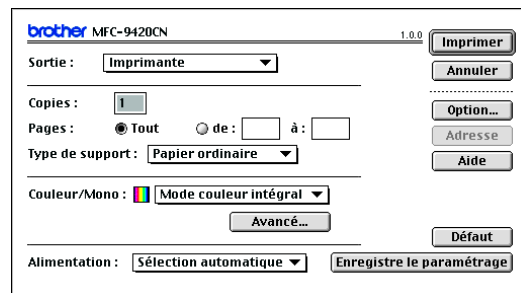 brother MFC-9420CN 1.0.0 Imprimer
Sortie : Imprimante Annuler
Copies : 1 Option...
Pages : Tout de : à : Adresse
Type de support : Papier ordinaire Aide
Couleur/Mono : Mode couleur intégral
Avancé...
Défaut
Alimentation : Sélection automatique Enregistre le paramétrage